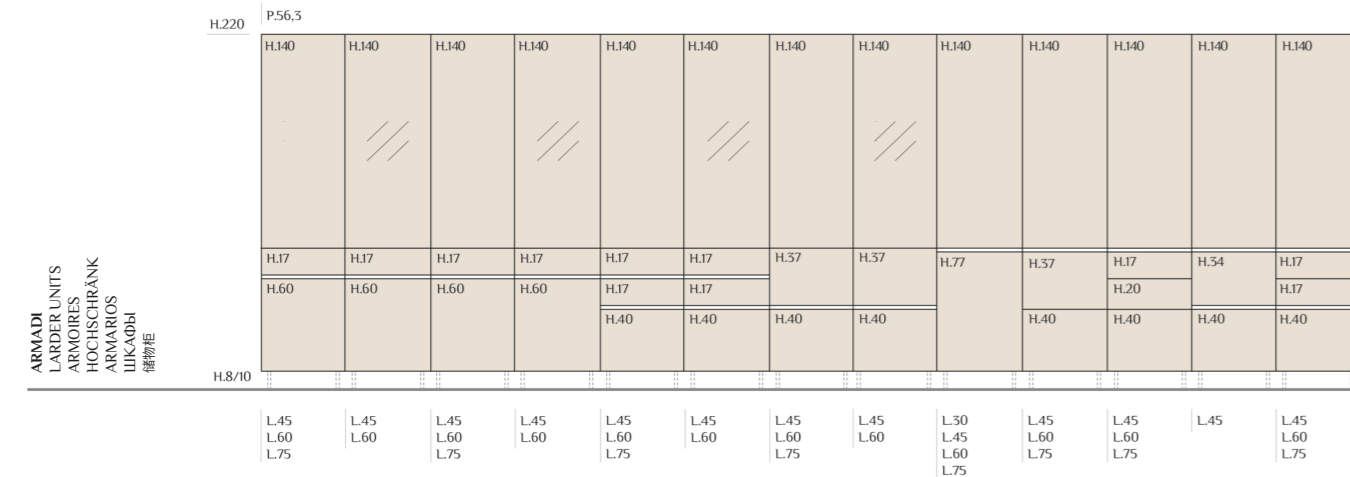 P.56,3
H.220
H.140 H.140 H.140 H.140 H.140 H.140 H.140 H.140 H.140 H.140 H.140 H.140 H.140
H.17 H.17 H.17 H.17 H.17 H.17 H.37 H.37 H.77 H.37 H.17 H.34 H.17
H.60 H.60 H.60 H.60 H.17 H.17 H.20 H.17
H.40 H.40 H.40 H.40 H.40 H.40 H.40 H.40
ARMADI
LARDER UNITS
ARMOIRES
HOCHSCHRÄNK
ARMARIOS
ШКАФЫ
储物柜
H.8/10
L.45 L.45 L.45 L.45 L.45 L.45 L.45 L.45 L.30 L.45 L.45 L.45 L.45
L.60 L.60 L.60 L.60 L.60 L.60 L.60 L.60 L.45 L.60 L.60 L.60
L.75 L.75 L.75 L.75 L.60 L.75 L.75 L.75
L.75